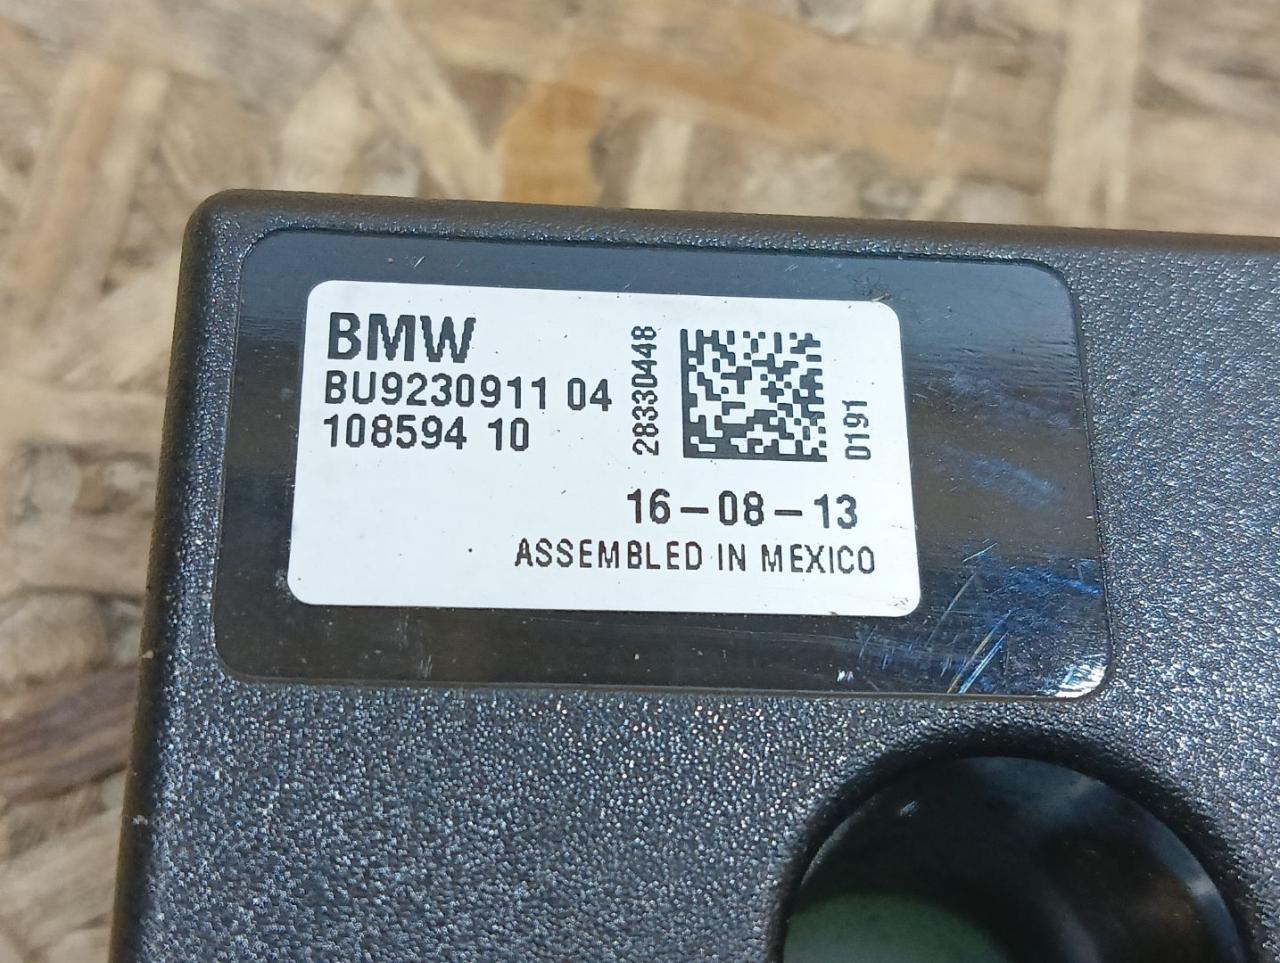 BMW
BU9230911 04
108594 10
28330448
0191
16-08-13
ASSEMBLED IN MEXICO